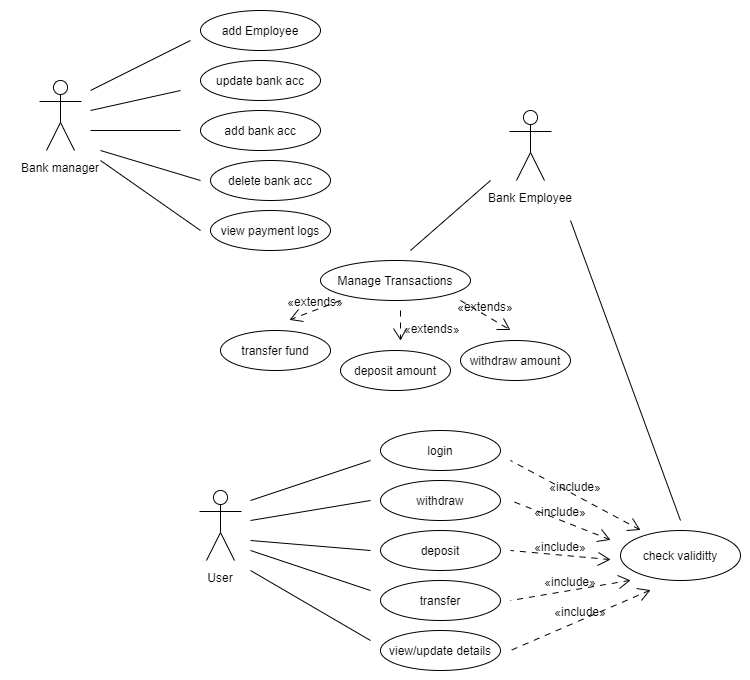 add Employee
update bank acc
add bank acc
Bank manager
delete bank acc
view payment logs
Bank Employee
Manage Transactions
«extends»
«extends»
«extends»
transfer fund
deposit amount
withdraw amount
login
withdraw
deposit
transfer
view/update details
User
«include»
«include»
«include»
«include»
«include»
check validitty